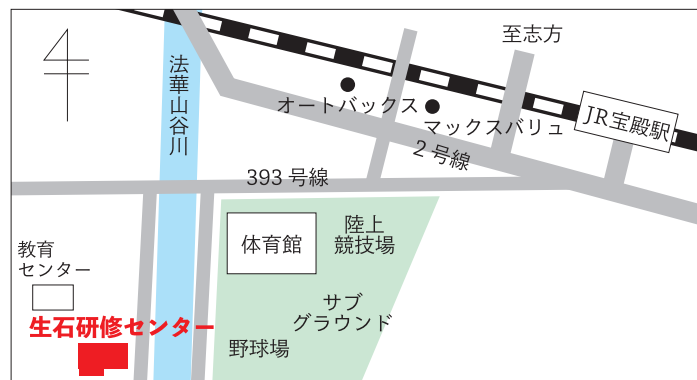 至志方
法華山谷川
オートバックス
マックスバリュ
JR宝殿駅
2号線
393号線
体育館
陸上
競技場
教育
センター
サブ
グラウンド
生石研修センター
野球場